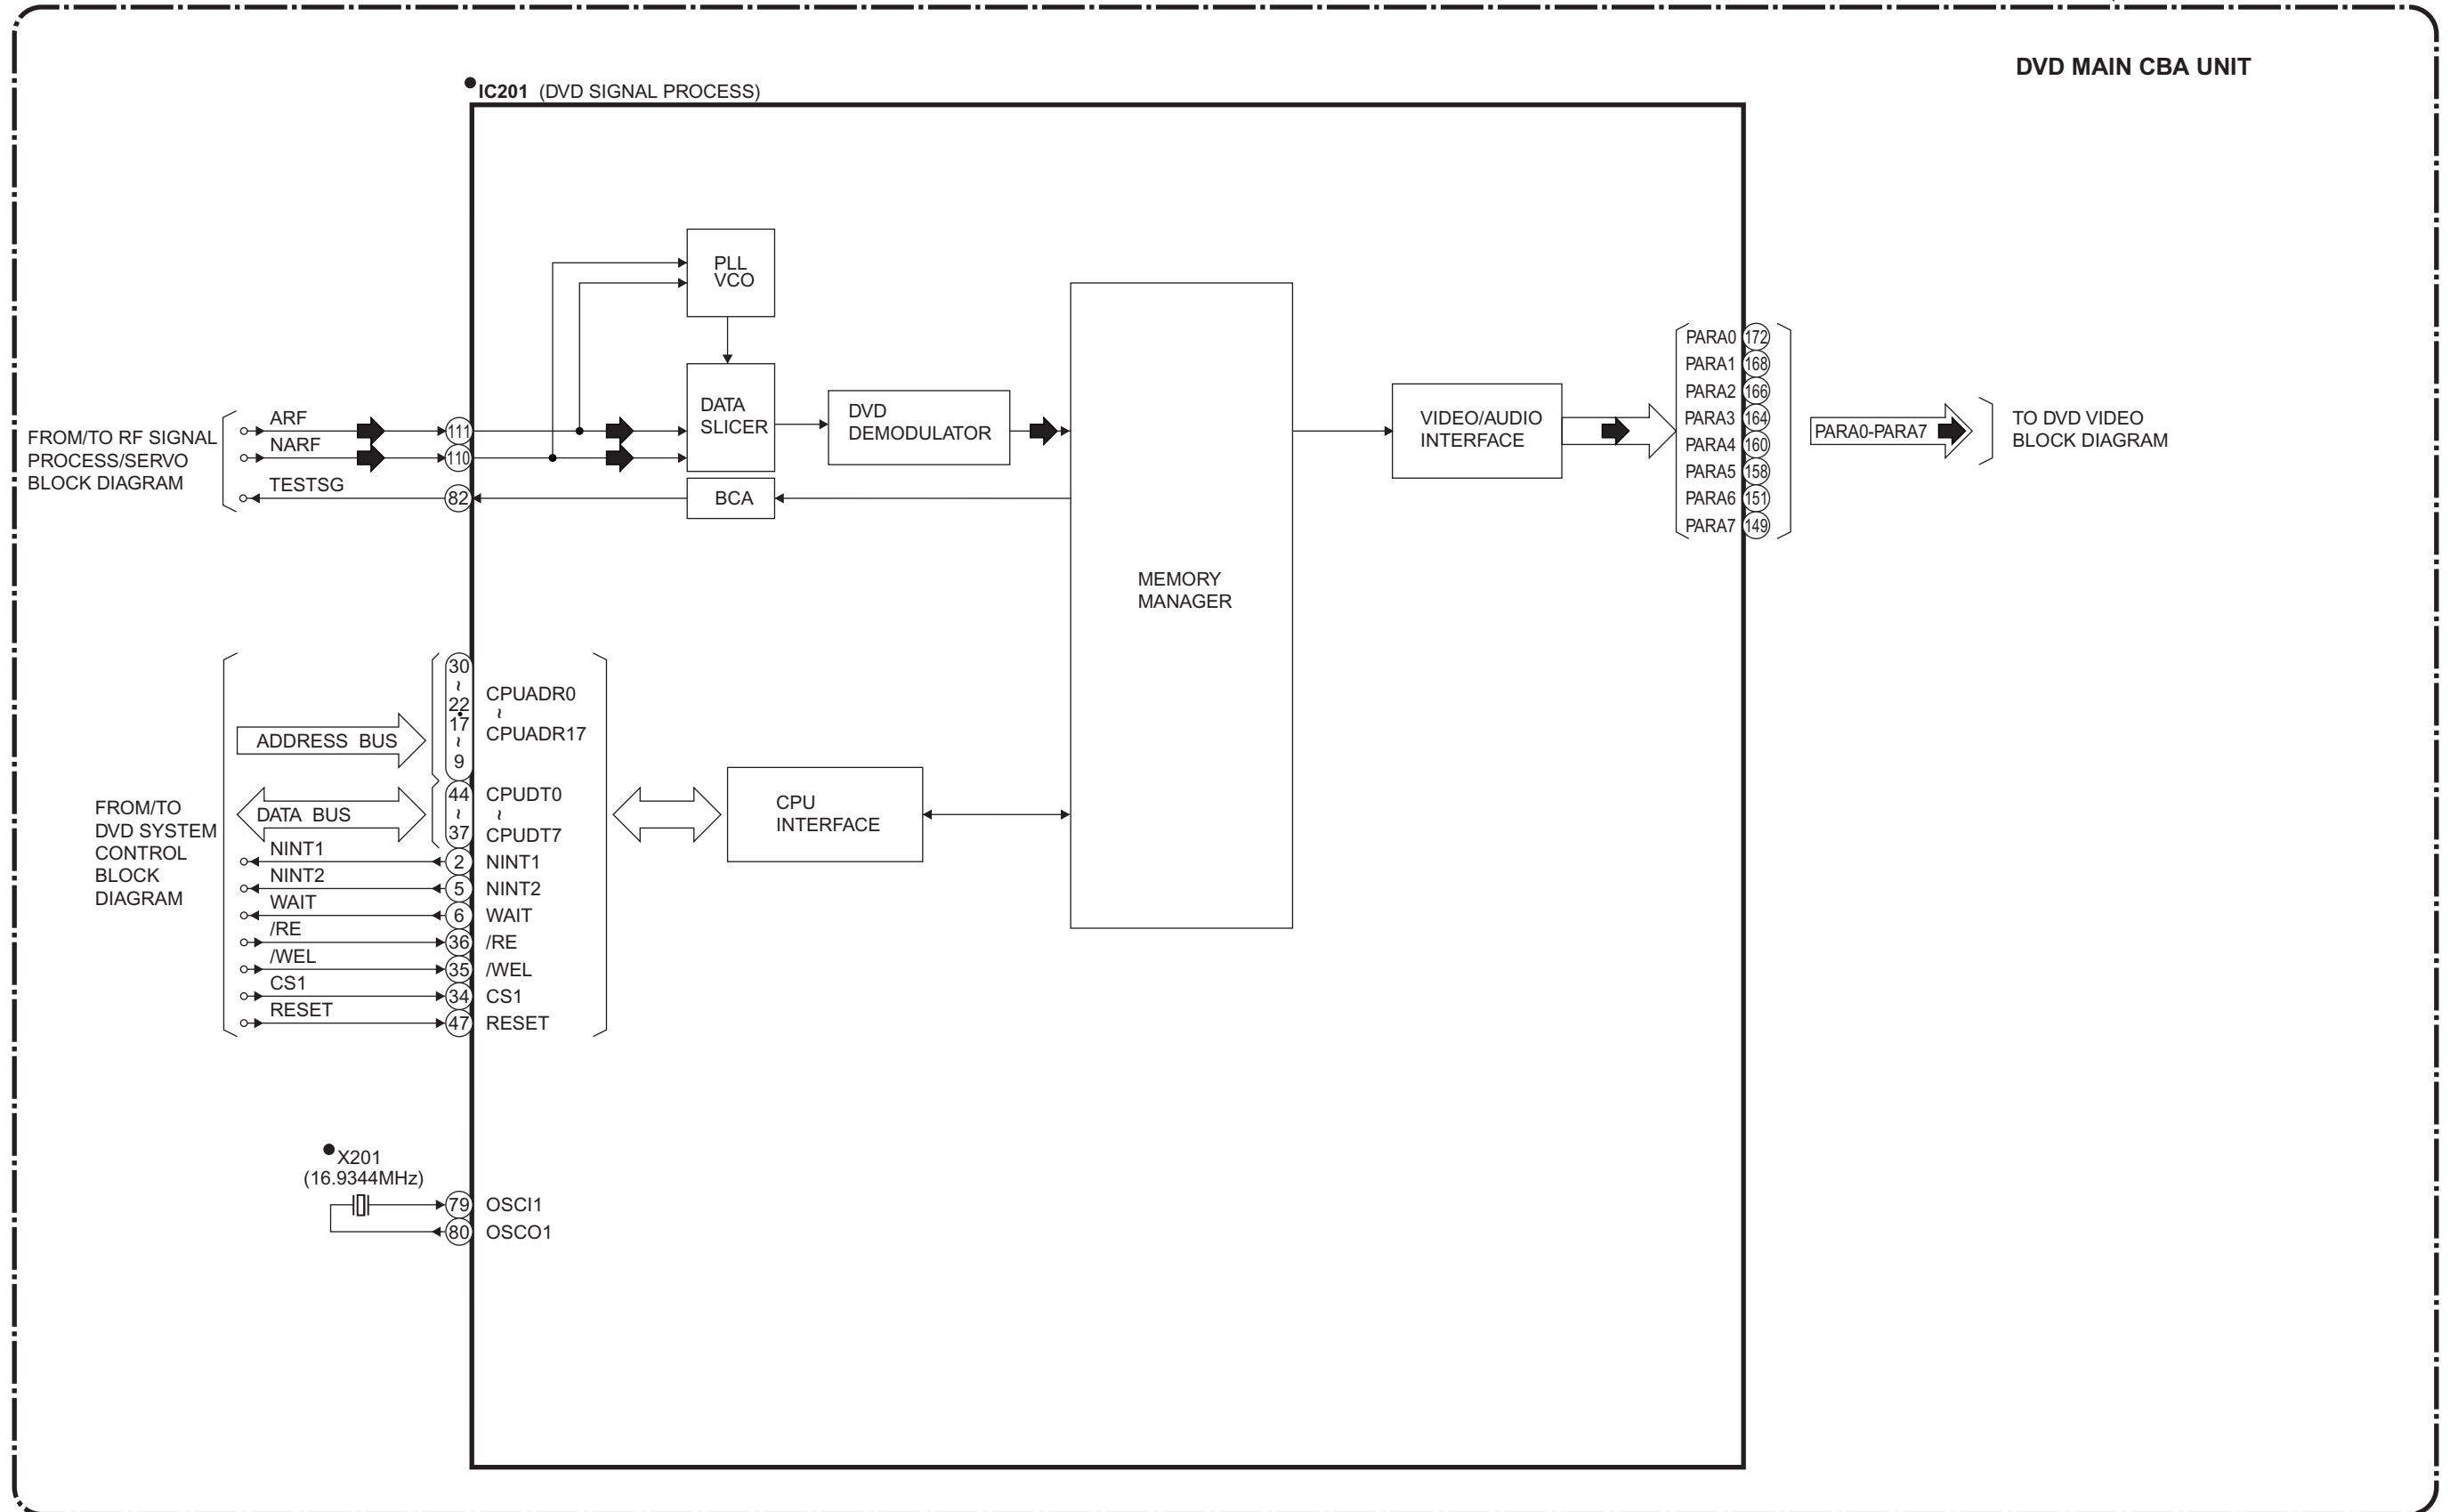 DVD MAIN CBA UNIT
IC201 (DVD SIGNAL PROCESS)
PLL
VCO
DATA
SLICER
DVD
DEMODULATOR
BCA
MEMORY
MANAGER
VIDEO/AUDIO
INTERFACE
PARA0 172
PARA1 168
PARA2 166
PARA3 164
PARA4 160
PARA5 158
PARA6 151
PARA7 149
PARA0-PARA7
TO DVD VIDEO
BLOCK DIAGRAM
FROM/TO RF SIGNAL
PROCESS/SERVO
BLOCK DIAGRAM
ARF 111
NARF 110
TESTSG 82
FROM/TO
DVD SYSTEM
CONTROL
BLOCK
DIAGRAM
ADDRESS BUS
30
~
22
17
~
9
CPUADR0
~
CPUADR17
DATA BUS
44
~
37
CPUDT0
~
CPUDT7
NINT1 2 NINT1
NINT2 5 NINT2
WAIT 6 WAIT
/RE 36 /RE
/WEL 35 /WEL
CS1 34 CS1
RESET 47 RESET
CPU
INTERFACE
X201
(16.9344MHz)
79 OSCI1
80 OSCO1